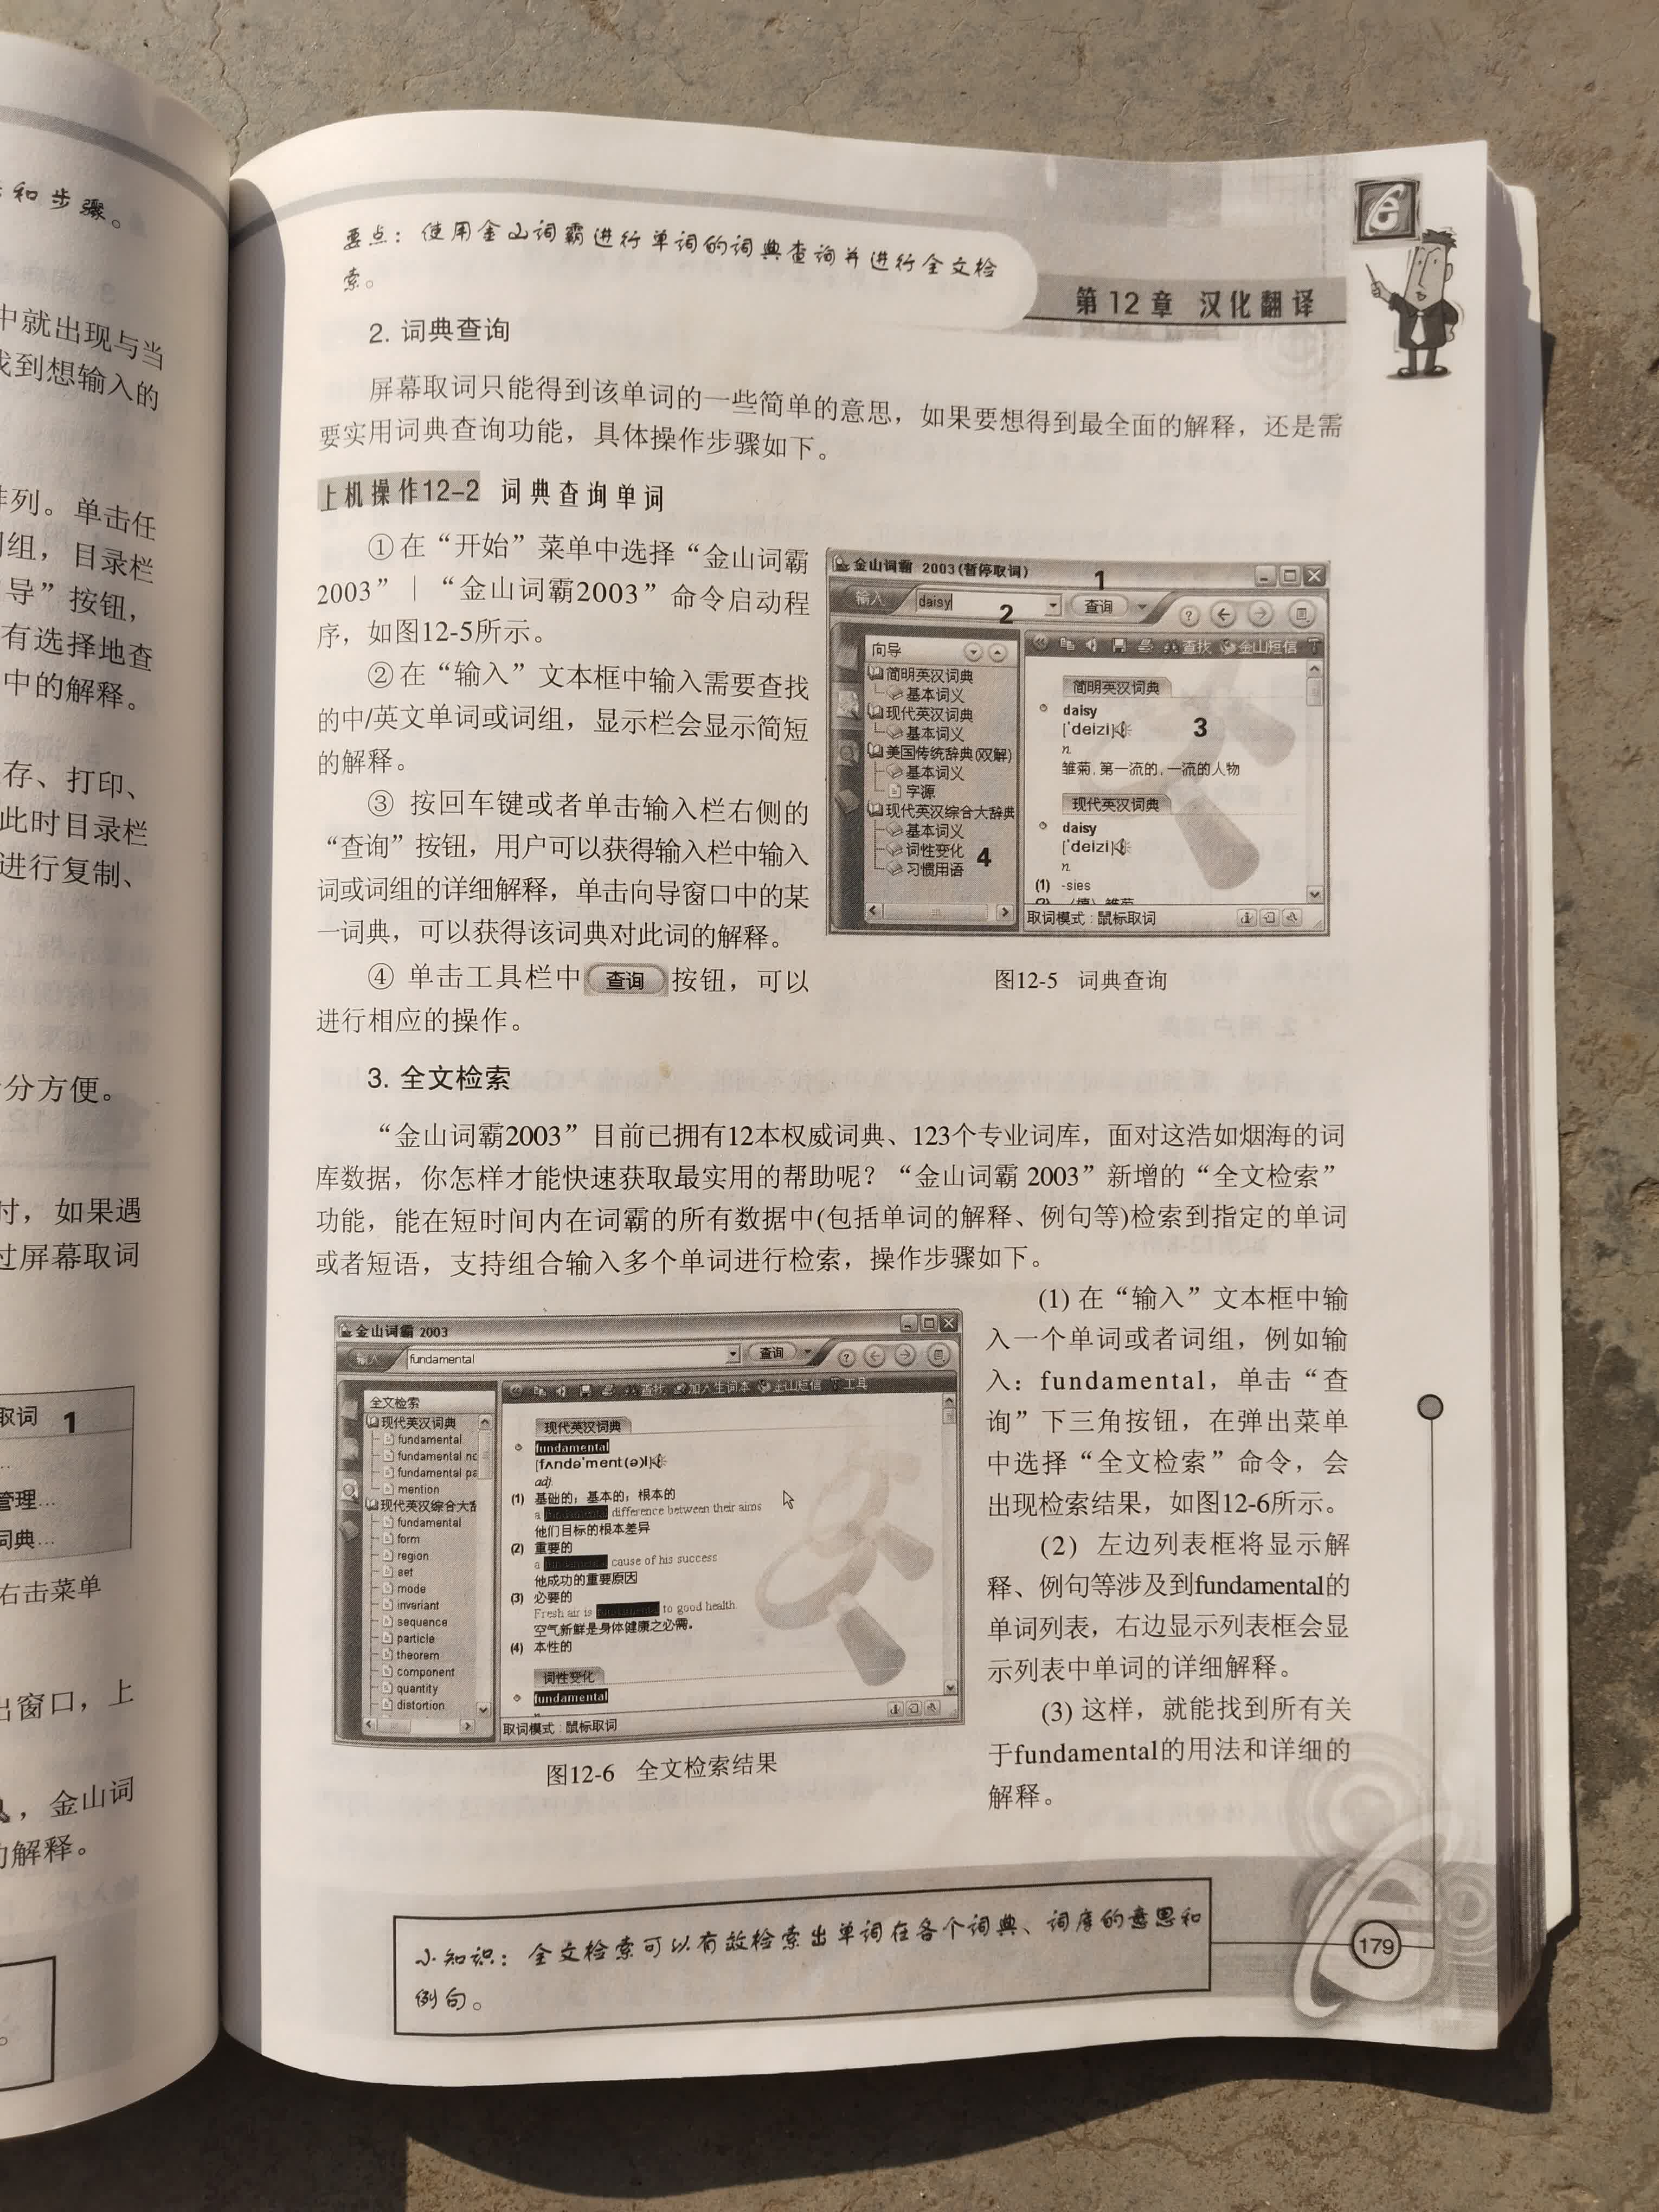 和步骤。
中就出现与当
找到想输入的
排列。单击任
组，目录栏
导”按钮，
有选择地查
中的解释。
存、打印、
此时目录栏
进行复制、
分方便。
时，如果遇
过屏幕取词
取词 1
管理...
词典...
右击菜单
出窗口，上
，金山词
的解释。
要点：使用金山词霸进行单词的词典查询并进行全文检
索。
第12章 汉化翻译
2. 词典查询
屏幕取词只能得到该单词的一些简单的意思，如果要想得到最全面的解释，还是需
要实用词典查询功能，具体操作步骤如下。
上机操作12-2 词典查询单词
①在“开始”菜单中选择“金山词霸
2003”｜“金山词霸2003”命令启动程
序，如图12-5所示。
②在“输入”文本框中输入需要查找
的中/英文单词或词组，显示栏会显示简短
的解释。
③ 按回车键或者单击输入栏右侧的
“查询”按钮，用户可以获得输入栏中输入
词或词组的详细解释，单击向导窗口中的某
一词典，可以获得该词典对此词的解释。
④ 单击工具栏中 查询 按钮，可以
进行相应的操作。
金山词霸 2003(暂停取词) 1
输入 daisy 2 查询
向导
简明英汉词典
基本词义
现代英汉词典
基本词义
美国传统辞典(双解)
基本词义
字源
现代英汉综合大辞典
基本词义
词性变化 4
习惯用语
查找 金山短信
简明英汉词典
daisy
['deizi] 3
n.
雏菊,第一流的,一流的人物
现代英汉词典
daisy
['deizi]
n.
(1) -sies
取词模式：鼠标取词
图12-5 词典查询
3. 全文检索
“金山词霸2003”目前已拥有12本权威词典、123个专业词库，面对这浩如烟海的词
库数据，你怎样才能快速获取最实用的帮助呢？“金山词霸 2003”新增的“全文检索”
功能，能在短时间内在词霸的所有数据中(包括单词的解释、例句等)检索到指定的单词
或者短语，支持组合输入多个单词进行检索，操作步骤如下。
金山词霸 2003
输入 fundamental 查询
全文检索
现代英汉词典
fundamental
fundamental no
fundamental pa
mention
现代英汉综合大辞
fundamental
form
region
set
mode
invariant
sequence
particle
theorem
component
quantity
distortion
查找 加入生词本 金山短信 工具
现代英汉词典
fundamental
[fʌndə'ment(ə)l]
adj.
(1) 基础的；基本的；根本的
a fundamental difference between their aims
他们目标的根本差异
(2) 重要的
a fundamental cause of his success
他成功的重要原因
(3) 必要的
Fresh air is fundamental to good health.
空气新鲜是身体健康之必需。
(4) 本性的
词性变化
fundamental
n.
取词模式：鼠标取词
图12-6 全文检索结果
(1) 在“输入”文本框中输
入一个单词或者词组，例如输
入：fundamental，单击“查
询”下三角按钮，在弹出菜单
中选择“全文检索”命令，会
出现检索结果，如图12-6所示。
(2) 左边列表框将显示解
释、例句等涉及到fundamental的
单词列表，右边显示列表框会显
示列表中单词的详细解释。
(3) 这样，就能找到所有关
于fundamental的用法和详细的
解释。
小知识：全文检索可以有效检索出单词在各个词典、词库的意思和
例句。
179